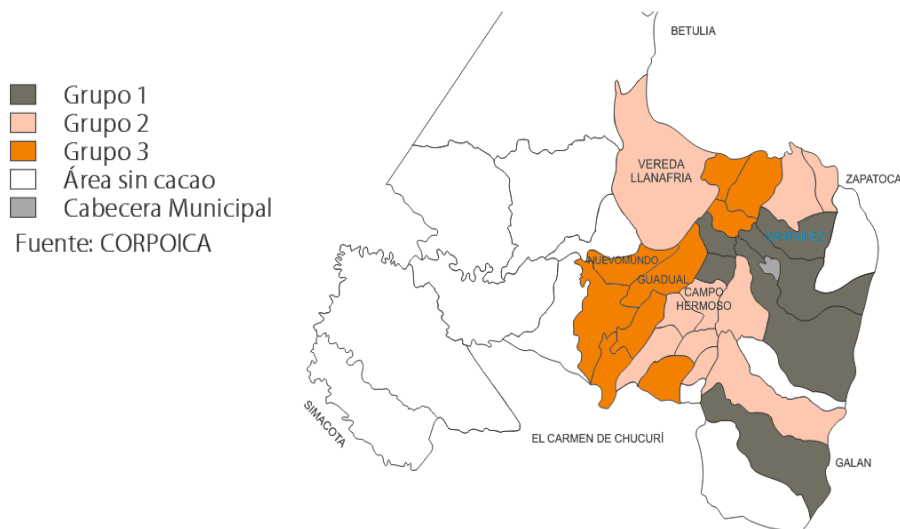 Grupo 1
Grupo 2
Grupo 3
Área sin cacao
Cabecera Municipal
Fuente: CORPOICA
BETULIA
VEREDA
LLANAFRIA
ZAPATOCA
SANTAINEZ
NUEVOMUNDO
GUADUAL
CAMPO
HERMOSO
SIMACOTA
EL CARMEN DE CHUCURÍ
GALAN